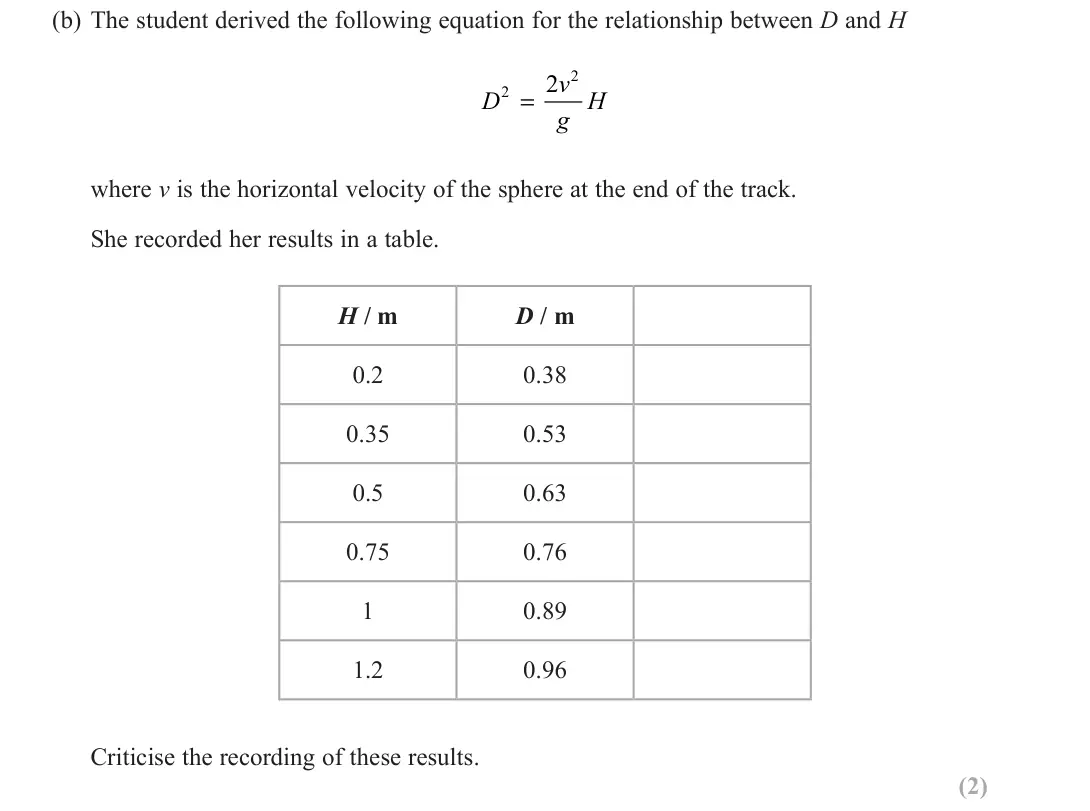 (b) The student derived the following equation for the relationship between D and H
D² = 2v²/g H
where v is the horizontal velocity of the sphere at the end of the track.
She recorded her results in a table.
H / m D / m
0.2 0.38
0.35 0.53
0.5 0.63
0.75 0.76
1 0.89
1.2 0.96
Criticise the recording of these results.
(2)